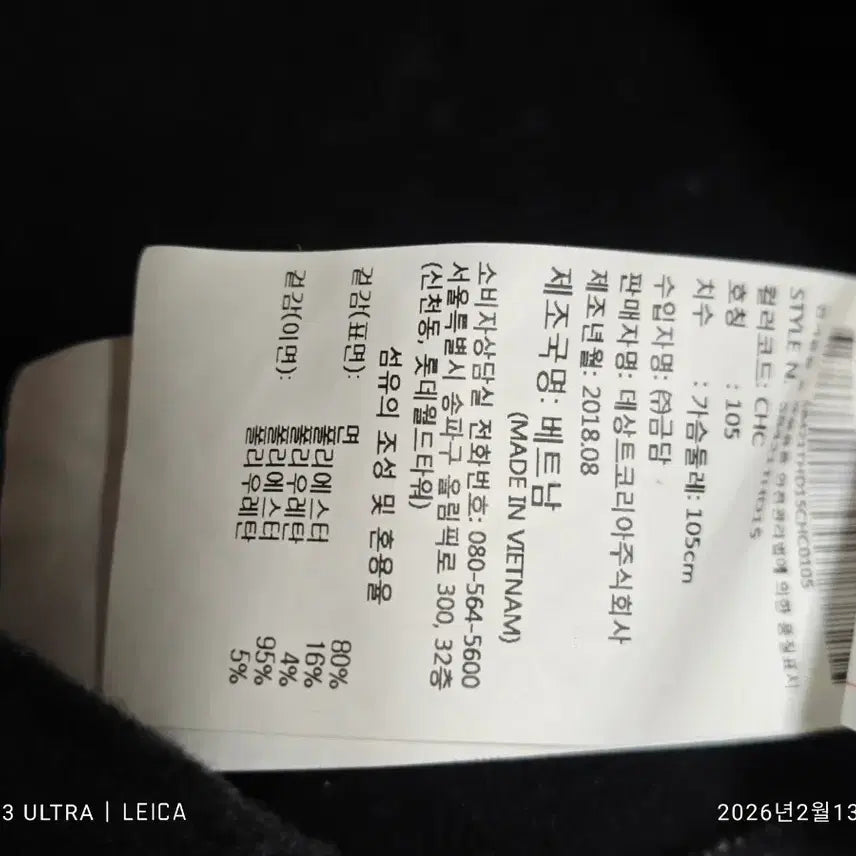 호칭 : 105
치수 : 가슴둘레: 105cm
수입자명: ㈜금담
판매자명: 데상트코리아주식회사
제조년월: 2018.08
제조국명: 베트남
(MADE IN VIETNAM)
소비자상담실 전화번호: 080-564-5600
서울특별시 송파구 올림픽로 300, 32층
(신천동, 롯데월드타워)
섬유의 조성 및 혼용율
겉감(표면): 면 80%
폴리에스터 16%
폴리우레탄 4%
겉감(이면): 폴리에스터 95%
폴리우레탄 5%
STYLE N.
컬러코드: CHC
3 ULTRA | LEICA
2026년2월13